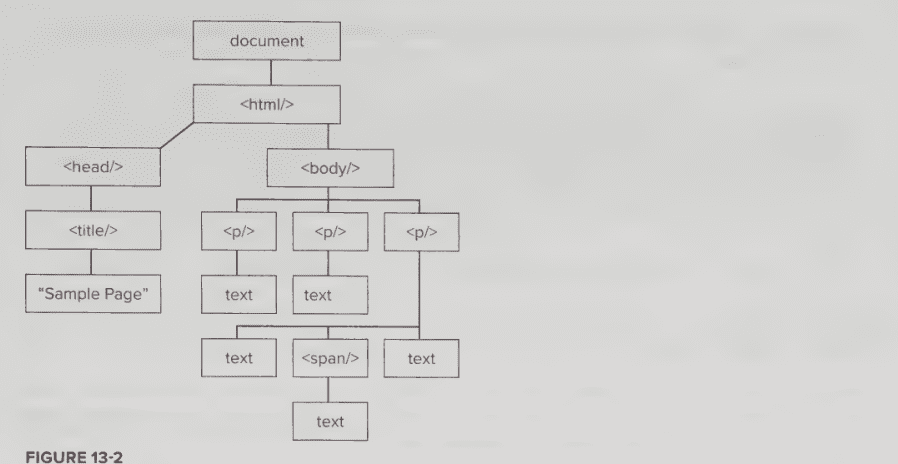 document
<html/>
<head/>
<body/>
<title/>
<p/>
<p/>
<p/>
"Sample Page"
text
text
text
<span/>
text
text
FIGURE 13-2